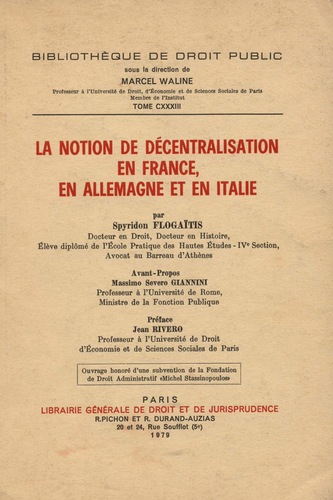 BIBLIOTHÈQUE DE DROIT PUBLIC
sous la direction de
MARCEL WALINE
Professeur à l'Université de Droit, d'Économie et de Sciences Sociales de Paris
Membre de l'Institut
TOME CXXXIII
LA NOTION DE DÉCENTRALISATION
EN FRANCE,
EN ALLEMAGNE ET EN ITALIE
par
Spyridon FLOGAÏTIS
Docteur en Droit, Docteur en Histoire,
Élève diplômé de l'École Pratique des Hautes Études - IVe Section,
Avocat au Barreau d'Athènes
Avant-Propos
Massimo Severo GIANNINI
Professeur à l'Université de Rome,
Ministre de la Fonction Publique
Préface
Jean RIVERO
Professeur à l'Université de Droit
d'Économie et de Sciences Sociales de Paris
Ouvrage honoré d'une subvention de la Fondation
de Droit Administratif «Michel Stassinopoulos»
PARIS
LIBRAIRIE GÉNÉRALE DE DROIT ET DE JURISPRUDENCE
R.PICHON ET R. DURAND-AUZIAS
20 et 24, Rue Soufflot (5e)
1979